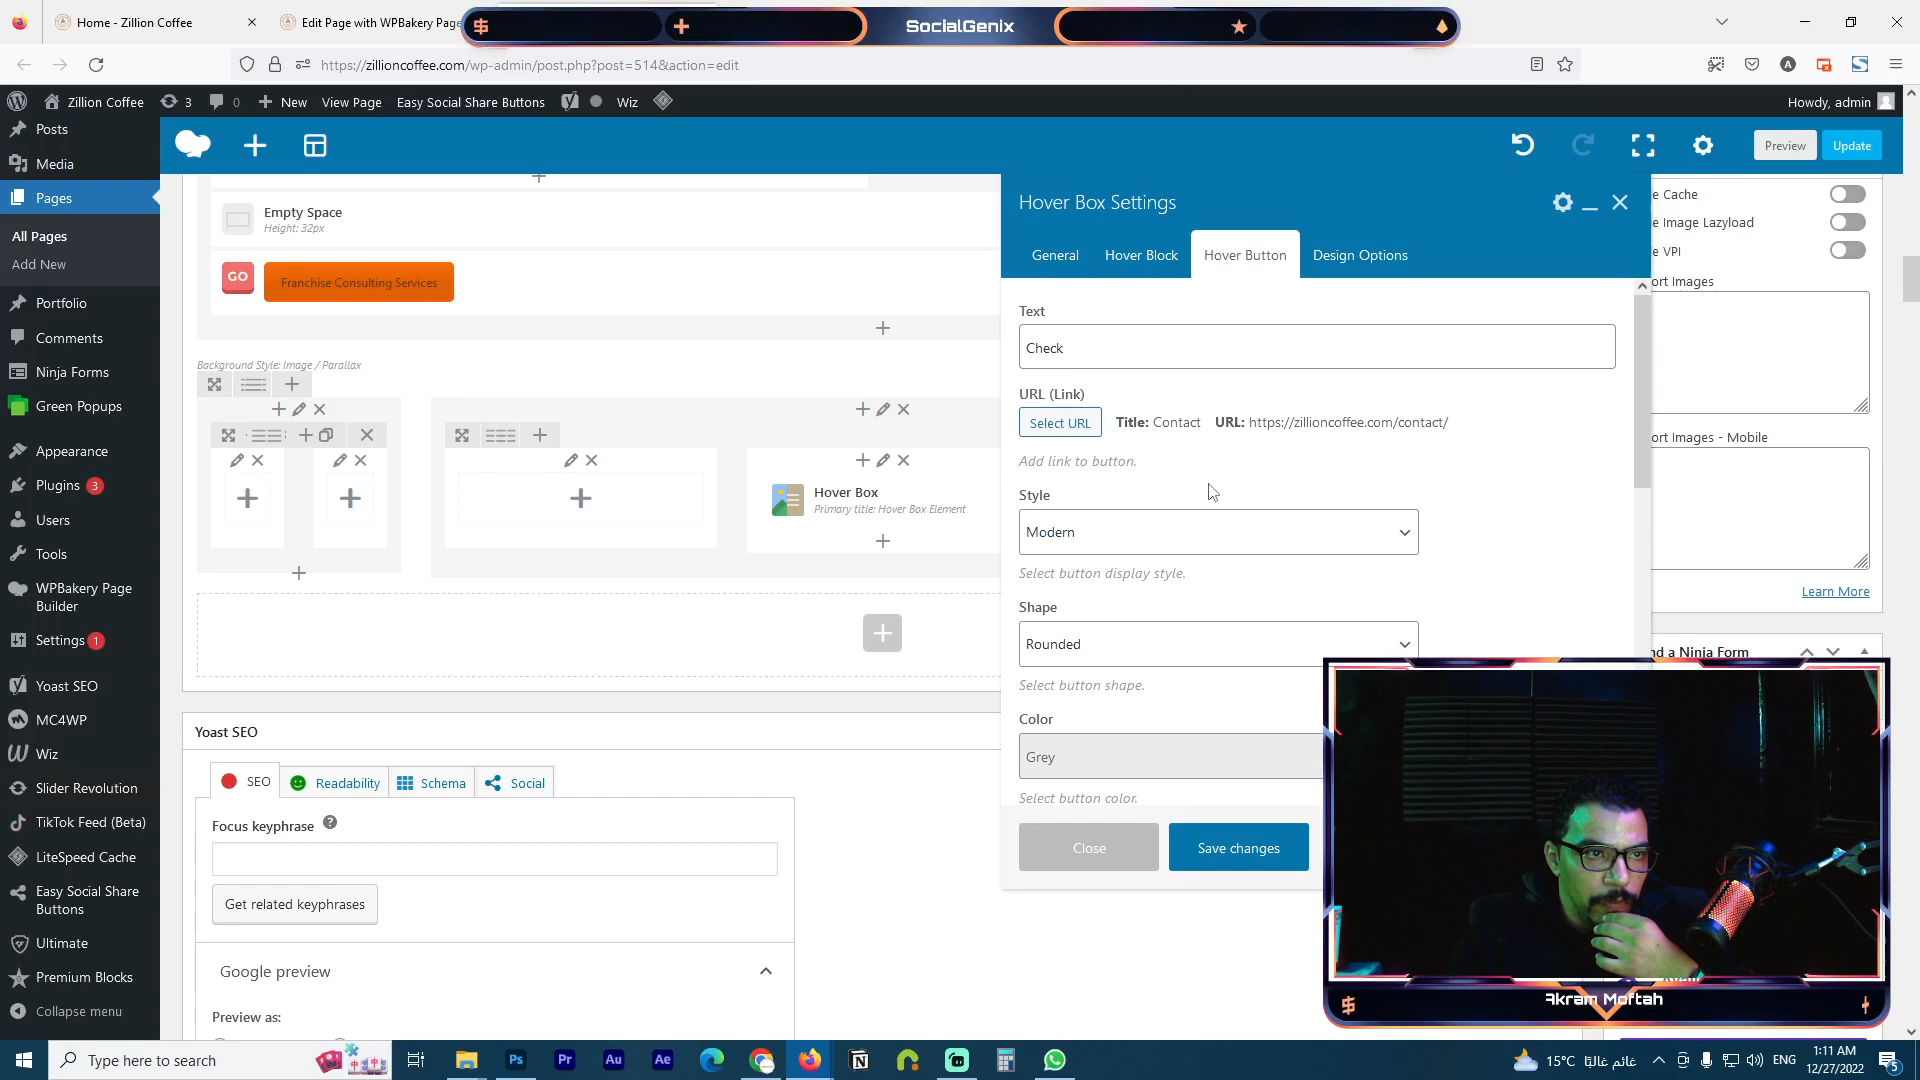 Home - Zillion Coffee
Edit Page with WPBakery Page
SocialGenix
https://zillioncoffee.com/wp-admin/post.php?post=514&action=edit
Zillion Coffee
3
0
New
View Page
Easy Social Share Buttons
Wiz
Howdy, admin
Posts
Media
Pages
All Pages
Add New
Portfolio
Comments
Ninja Forms
Green Popups
Appearance
Plugins 3
Users
Tools
WPBakery Page
Builder
Settings 1
Yoast SEO
MC4WP
Wiz
Slider Revolution
TikTok Feed (Beta)
LiteSpeed Cache
Easy Social Share
Buttons
Ultimate
Premium Blocks
Collapse menu
Preview
Update
Empty Space
Height: 32px
GO
Franchise Consulting Services
Background Style: Image / Parallax
Hover Box
Primary title: Hover Box Element
Yoast SEO
SEO
Readability
Schema
Social
Focus keyphrase
Get related keyphrases
Google preview
Preview as:
Hover Box Settings
General
Hover Block
Hover Button
Design Options
Text
Check
URL (Link)
Select URL
Title: Contact URL: https://zillioncoffee.com/contact/
Add link to button.
Style
Modern
Select button display style.
Shape
Rounded
Select button shape.
Color
Grey
Select button color.
Close
Save changes
e Cache
e Image Lazyload
e VPI
ort Images
ort Images - Mobile
Learn More
nd a Ninja Form
Akram Moftah
Type here to search
Ps
Pr
Au
Ae
15°C غائم غالبًا
ENG
1:11 AM
12/27/2022
5